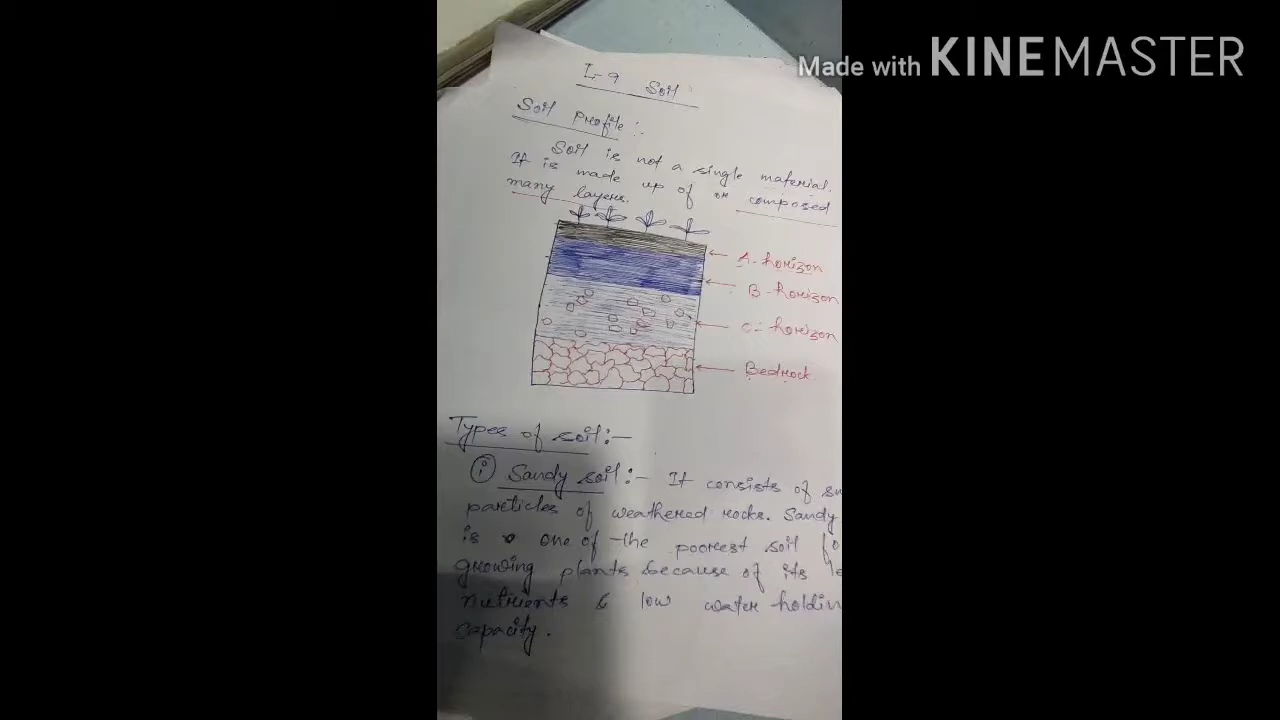 Made with KINEMASTER
L-9 Soil
Soil Profile :-
Soil is not a single material.
It is made up of or composed
many layers.
A-horizon
B-horizon
C-horizon
Bedrock
Types of soil:-
(i) Sandy soil:- It consists of
particles of weathered rocks. Sandy
is one of the poorest soil
growing plants because of its
nutrients & low water holdin
capacity.